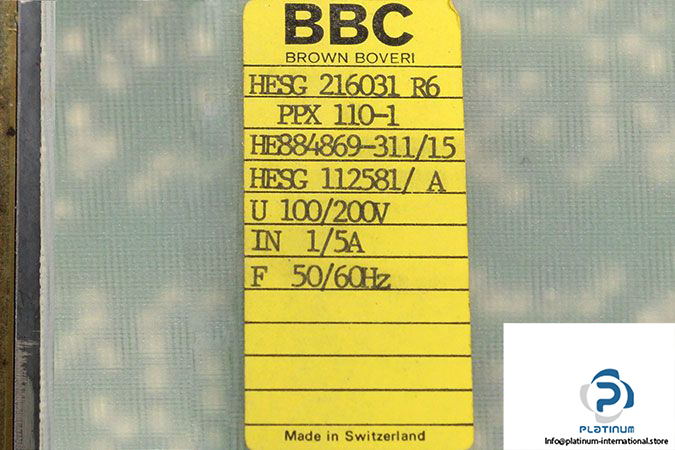 BBC
BROWN BOVERI
HESG 216031 R6
PPX 110-1
HE884869-311/15
HESG 112581/ A
U 100/200V
IN 1/5A
F 50/60Hz
Made in Switzerland
PLATINUM
info@platinum-international.store